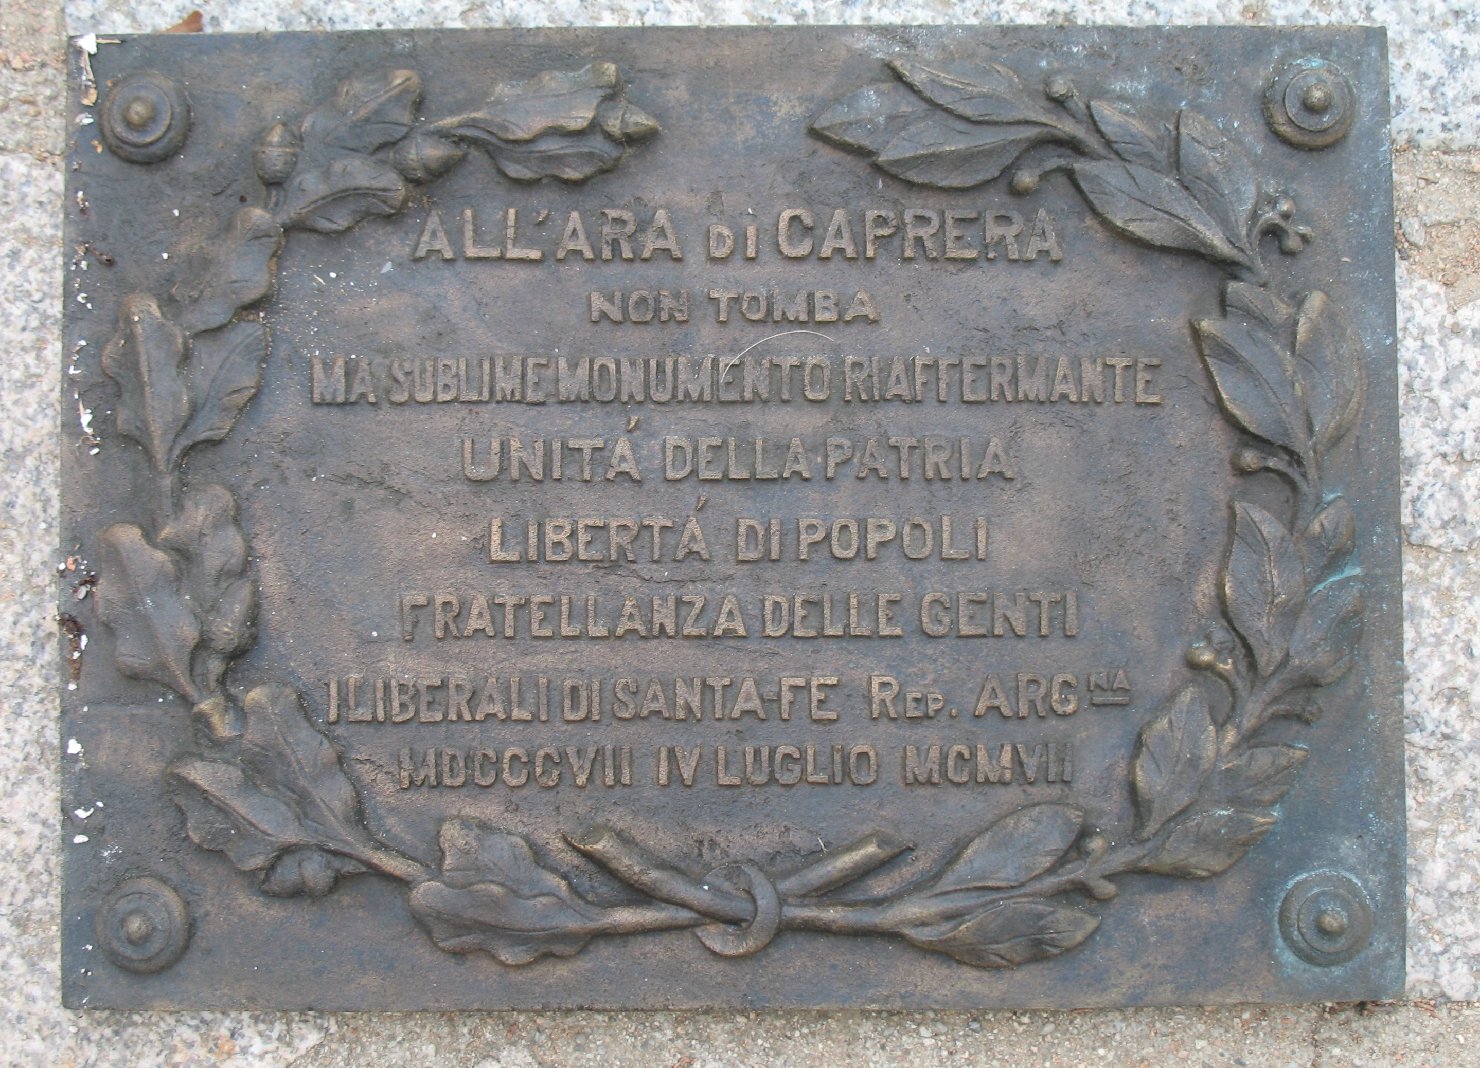 ALL'ARA DI CAPRERA
NON TOMBA
MA SUBLIME MONUMENTO RIAFFERMANTE
UNITÁ DELLA PATRIA
LIBERTÁ DI POPOLI
FRATELLANZA DELLE GENTI
I LIBERALI DI SANTA-FE REP. ARGNA
MDCCCVII IV LUGLIO MCMVII